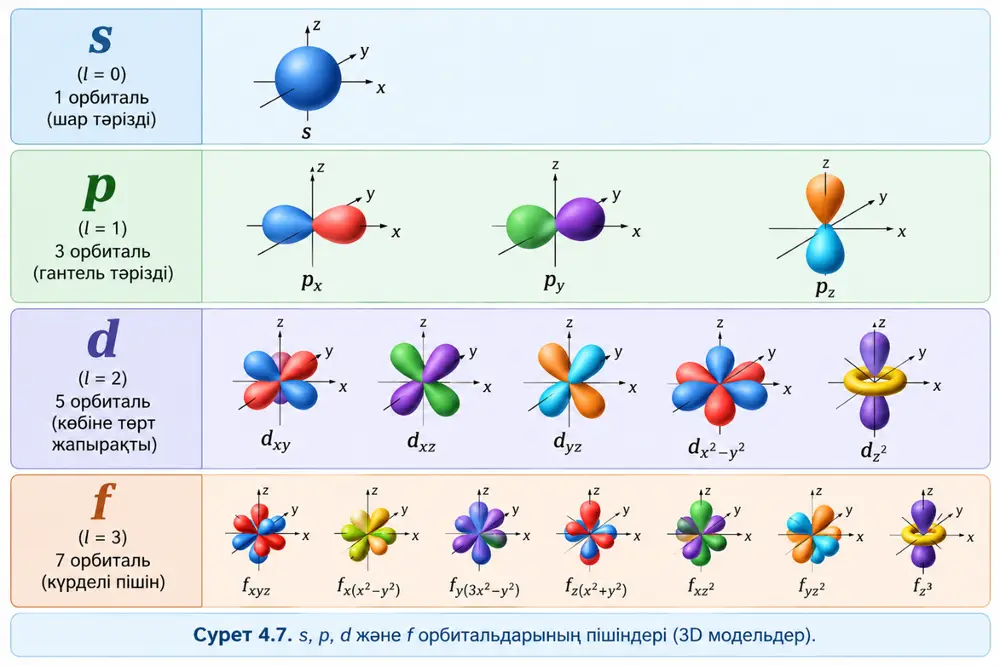 s
(l = 0)
1 орбиталь
(шар тәрізді)
z
y
x
s
p
(l = 1)
3 орбиталь
(гантель тәрізді)
z
y
x
pₓ
z
y
x
p_y
z
y
x
p_z
d
(l = 2)
5 орбиталь
(көбіне төрт
жапырақты)
z
y
x
d_xy
z
y
x
d_xz
z
y
x
d_yz
z
y
x
d_x²−y²
z
y
x
d_z²
f
(l = 3)
7 орбиталь
(күрделі пішін)
z
y
x
f_xyz
z
y
x
f_x(x²−y²)
z
y
x
f_y(3x²−y²)
z
y
x
f_z(x²+y²)
z
y
x
f_xz²
z
y
x
f_yz²
z
y
x
f_z³
Сурет 4.7. s, p, d және f орбитальдарының пішіндері (3D модельдер).